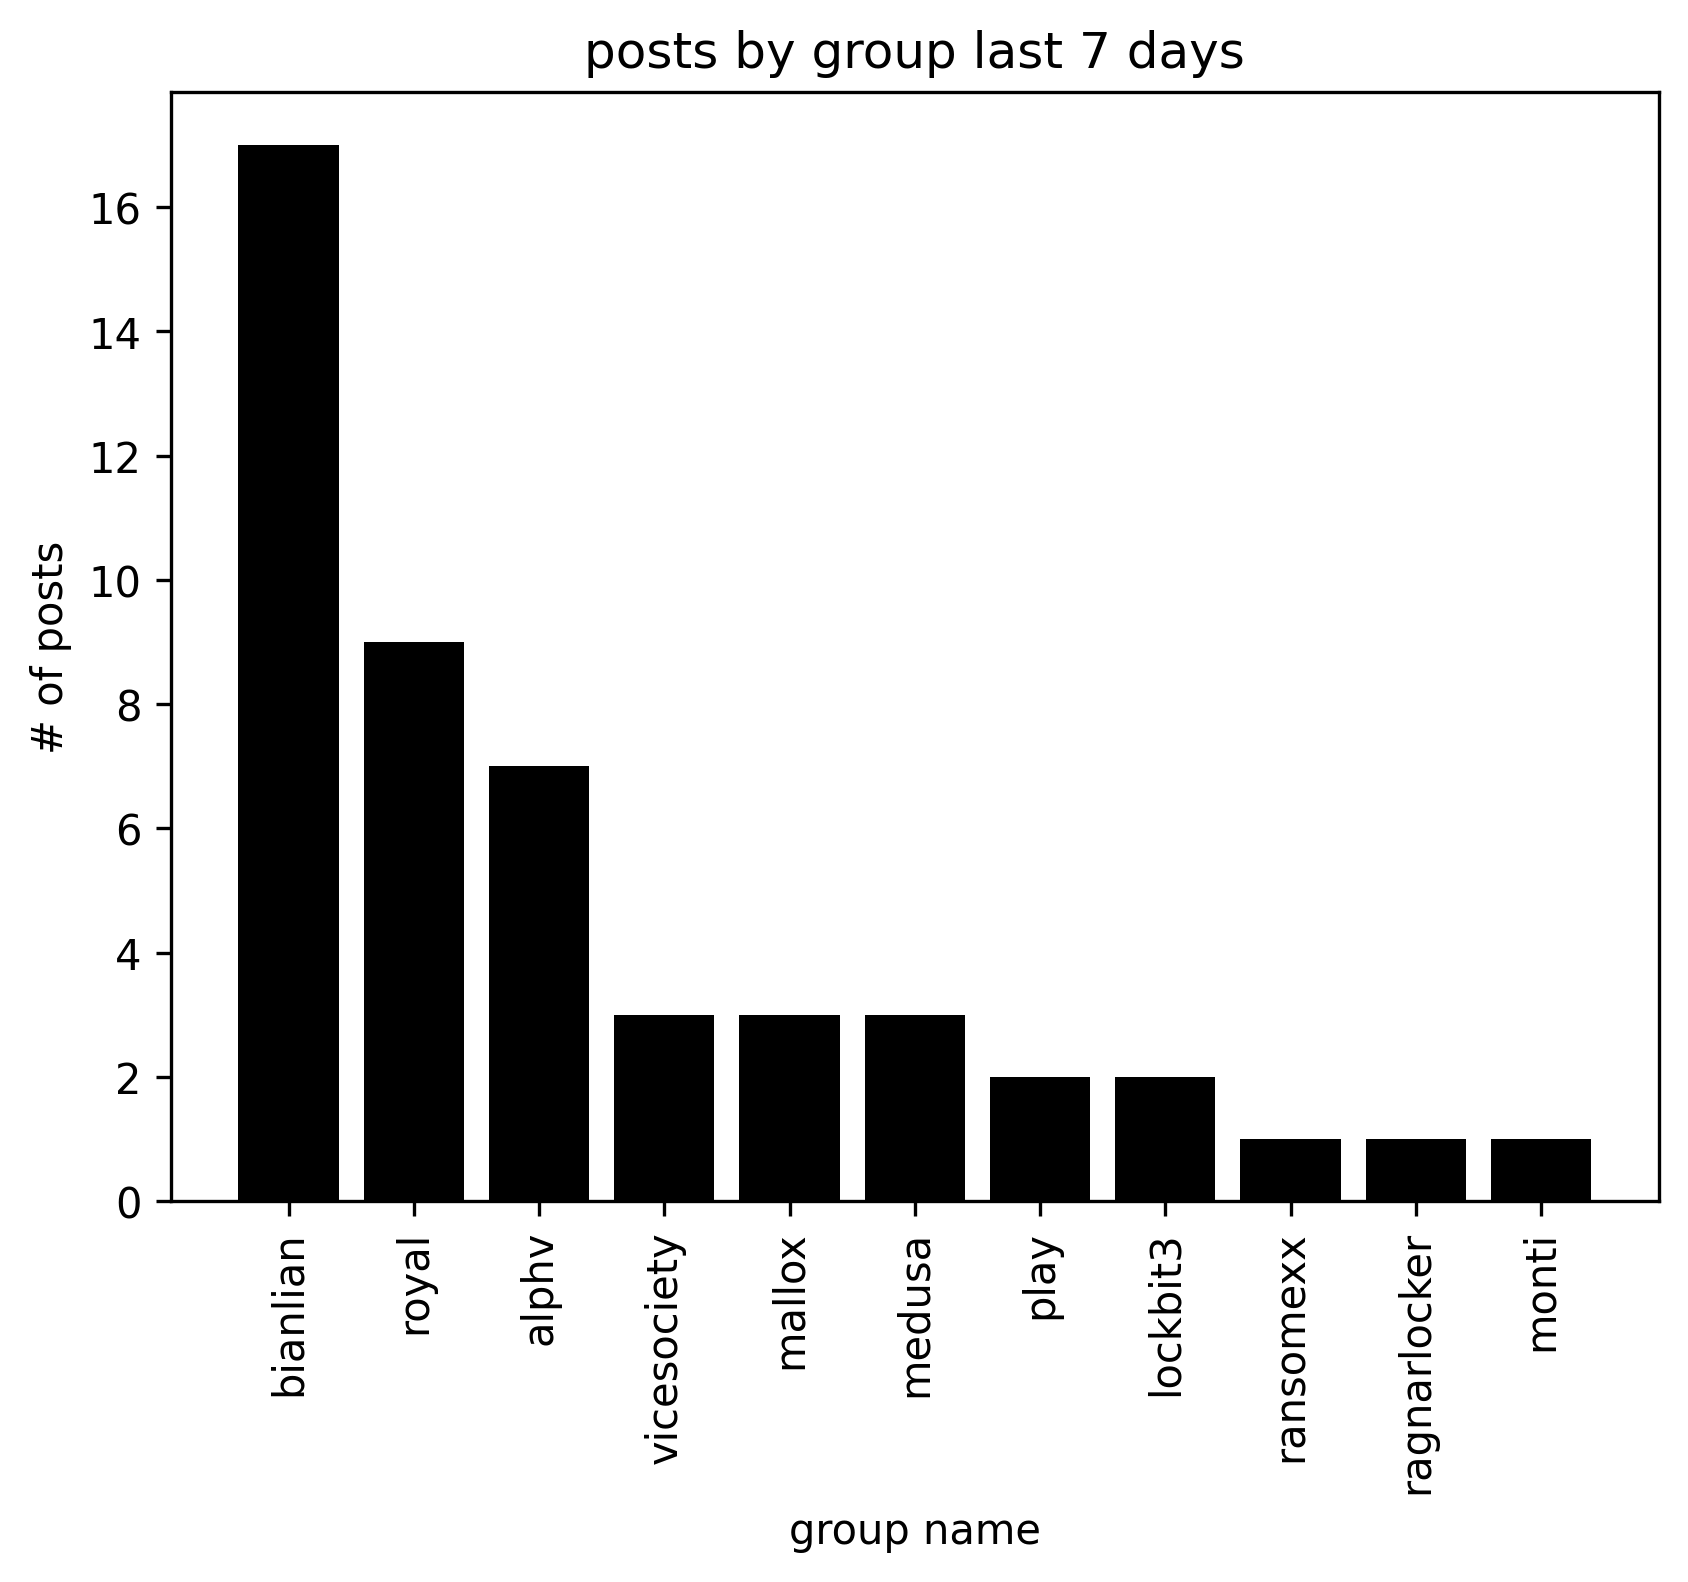 posts by group last 7 days
# of posts
16
14
12
10
8
6
4
2
0
bianlian
royal
alphv
vicesociety
mallox
medusa
play
lockbit3
ransomexx
ragnarlocker
monti
group name